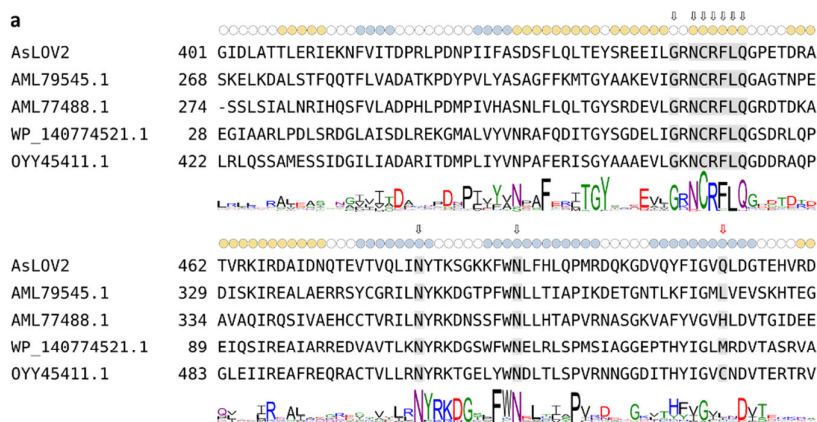 a
AsLOV2 401 GIDLATTLERIEKNFVITDPRLPDNPIIFASDSFLQLTEYSREEILGRNCRFLQGPETDRA
AML79545.1 268 SKELKDALSTFQQTFLVADATKPDYPVLYASAGFFKMTGYAAKEVIGRNCRFLQGAGTNPE
AML77488.1 274 -SSLSIALNRIHQSFVLADPHLPDMPIVHASNLFLQLTGYSRDEVLGRNCRFLQGRDTDKA
WP_140774521.1 28 EGIAARLPDLSRDGLAISDLREKGMALVYVNRAFQDITGYSGDELIGRNCRFLQGSDRLQP
OYY45411.1 422 LRLQSSAMESSIDGILIADARITDMPLIYVNPAFERISGYAAAEVLGKNCRFLQGDDRAQP
AsLOV2 462 TVRKIRDAIDNQTEVTVQLINYTKSGKKFWNLFHLQPMRDQKGDVQYFIGVQLDGTEHVRD
AML79545.1 329 DISKIREALAERRSYCGRILNYKKDGTPFWNLLTIAPIKDETGNTLKFIGMLVEVSKHTEG
AML77488.1 334 AVAQIRQSIVAEHCCTVRILNYRKDNSSFWNLLHTAPVRNASGKVAFYVGVHLDVTGIDEE
WP_140774521.1 89 EIQSIREAIARREDVAVTLKNYRKDGSWFWNELRLSPMSIAGGEPTHYIGLMRDVTASRVA
OYY45411.1 483 GLEIIREAFREQRACTVLLRNYRKTGELYWNDLTLSPVRNNGGDITHYIGVCNDVTERTRV